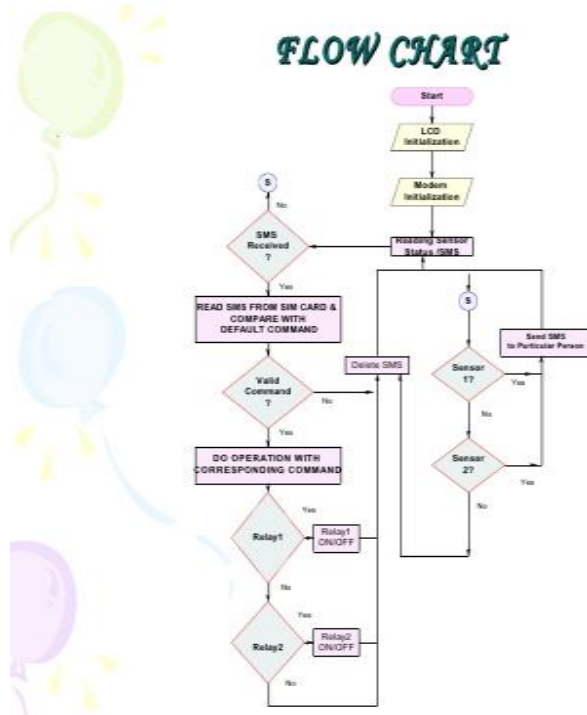 FLOW CHART
Start
LCD
Initialization
Modem
Initialization
Reading Sensor
Status /SMS
S
No
SMS
Received
?
Yes
READ SMS FROM SIM CARD &
COMPARE WITH
DEFAULT COMMAND
Valid
Command
?
No
Yes
DO OPERATION WITH
CORRESPONDING COMMAND
Relay1
Yes
Relay1
ON/OFF
No
Relay2
Yes
Relay2
ON/OFF
No
Delete SMS
S
Sensor
1?
Yes
No
Sensor
2?
Yes
No
Send SMS
to Particular Person